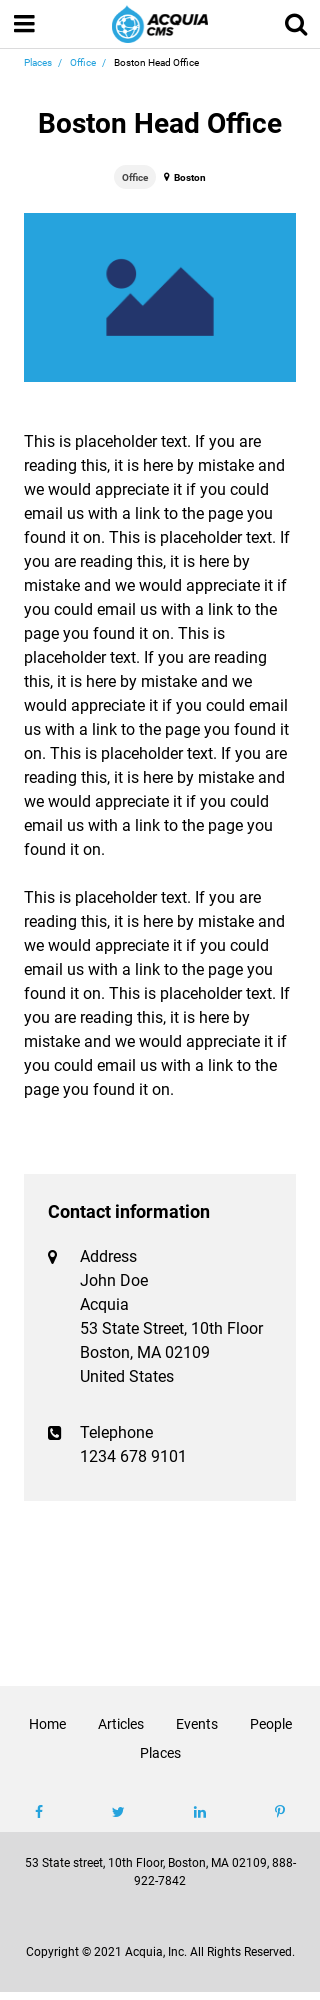 ACQUIA
CMS
Places / Office / Boston Head Office
Boston Head Office
Office Boston
This is placeholder text. If you are
reading this, it is here by mistake and
we would appreciate it if you could
email us with a link to the page you
found it on. This is placeholder text. If
you are reading this, it is here by
mistake and we would appreciate it if
you could email us with a link to the
page you found it on. This is
placeholder text. If you are reading
this, it is here by mistake and we
would appreciate it if you could email
us with a link to the page you found it
on. This is placeholder text. If you are
reading this, it is here by mistake and
we would appreciate it if you could
email us with a link to the page you
found it on.
This is placeholder text. If you are
reading this, it is here by mistake and
we would appreciate it if you could
email us with a link to the page you
found it on. This is placeholder text. If
you are reading this, it is here by
mistake and we would appreciate it if
you could email us with a link to the
page you found it on.
Contact information
Address
John Doe
Acquia
53 State Street, 10th Floor
Boston, MA 02109
United States
Telephone
1234 678 9101
Home Articles Events People
Places
53 State street, 10th Floor, Boston, MA 02109, 888-
922-7842
Copyright © 2021 Acquia, Inc. All Rights Reserved.